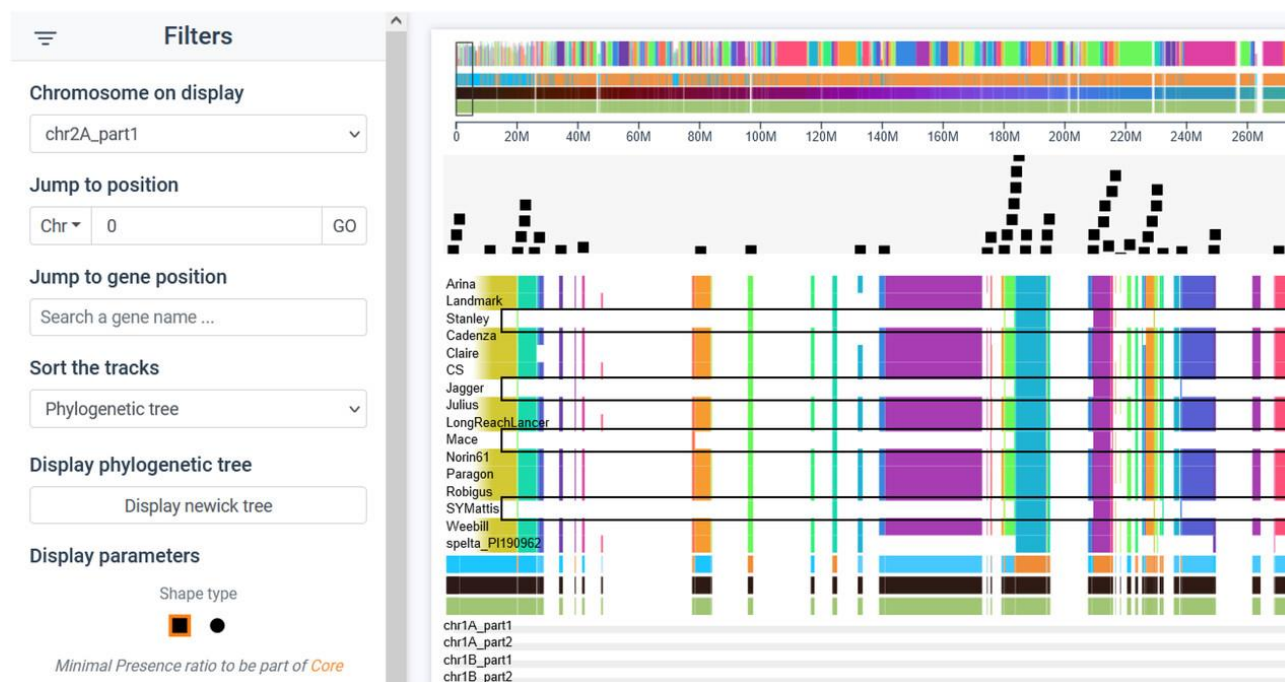 Filters
Chromosome on display
chr2A_part1
Jump to position
Chr 0 GO
Jump to gene position
Search a gene name ...
Sort the tracks
Phylogenetic tree
Display phylogenetic tree
Display newick tree
Display parameters
Shape type
Minimal Presence ratio to be part of Core
0 20M 40M 60M 80M 100M 120M 140M 160M 180M 200M 220M 240M 260M
Arina
Landmark
Stanley
Cadenza
Claire
CS
Jagger
Julius
LongReachLancer
Mace
Norin61
Paragon
Robigus
SYMattis
Weebill
spelta_PI190962
chr1A_part1
chr1A_part2
chr1B_part1
chr1B_part2